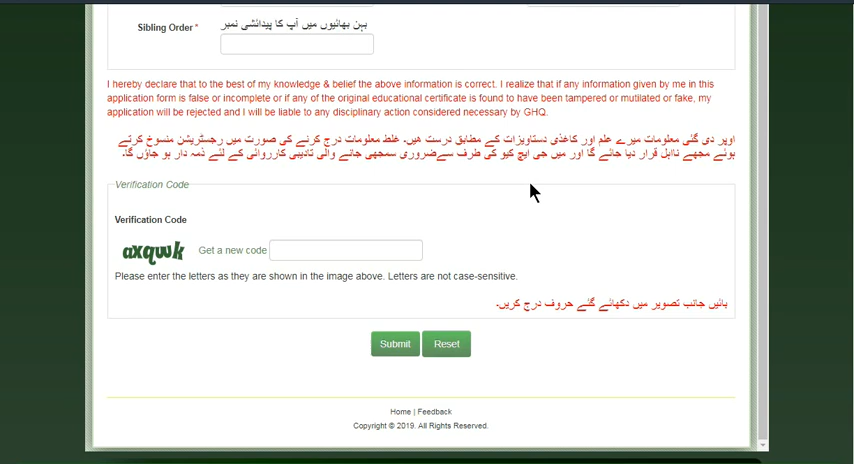 Sibling Order * بہن بھائیوں میں آپ کا پیدائشی نمبر
I hereby declare that to the best of my knowledge & belief the above information is correct. I realize that if any information given by me in this
application form is false or incomplete or if any of the original educational certificate is found to have been tampered or mutilated or fake, my
application will be rejected and I will be liable to any disciplinary action considered necessary by GHQ.
اوپر دی گئی معلومات میرے علم اور کاغذی دستاویزات کے مطابق درست ھیں۔ غلط معلومات درج کرنے کی صورت میں رجسٹریشن منسوخ کرتے
ہوئے مجھے نااہل قرار دیا جائے گا اور میں جی ایچ کیو کی طرف سےضروری سمجھی جانے والی تادیبی کارروائی کے لئے ذمہ دار ہو جاؤں گا۔
Verification Code
Verification Code
Get a new code
Please enter the letters as they are shown in the image above. Letters are not case-sensitive.
بائیں جانب تصویر میں دکھائے گئے حروف درج کریں۔
Submit Reset
Home | Feedback
Copyright © 2019. All Rights Reserved.